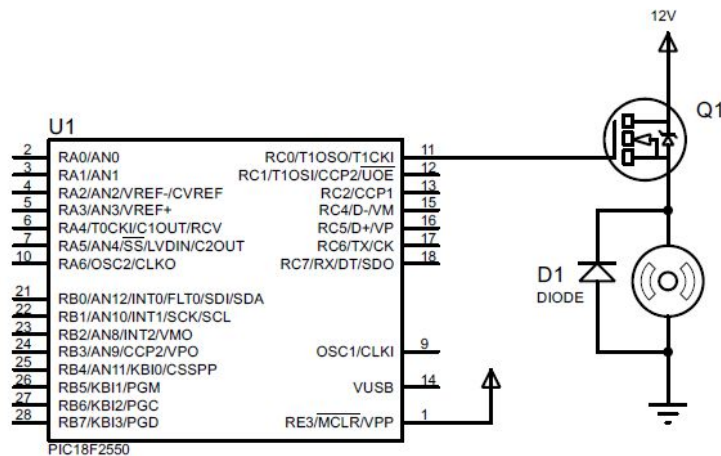 12V
Q1
U1
2 RA0/AN0 RC0/T1OSO/T1CKI 11
3 RA1/AN1 RC1/T1OSI/CCP2/UOE 12
4 RA2/AN2/VREF-/CVREF RC2/CCP1 13
5 RA3/AN3/VREF+ RC4/D-/VM 15
6 RA4/T0CKI/C1OUT/RCV RC5/D+/VP 16
7 RA5/AN4/SS/LVDIN/C2OUT RC6/TX/CK 17
10 RA6/OSC2/CLKO RC7/RX/DT/SDO 18
21 RB0/AN12/INT0/FLT0/SDI/SDA
22 RB1/AN10/INT1/SCK/SCL
23 RB2/AN8/INT2/VMO
24 RB3/AN9/CCP2/VPO OSC1/CLKI 9
25 RB4/AN11/KBI0/CSSPP
26 RB5/KBI1/PGM VUSB 14
27 RB6/KBI2/PGC
28 RB7/KBI3/PGD RE3/MCLR/VPP 1
PIC18F2550
D1
DIODE